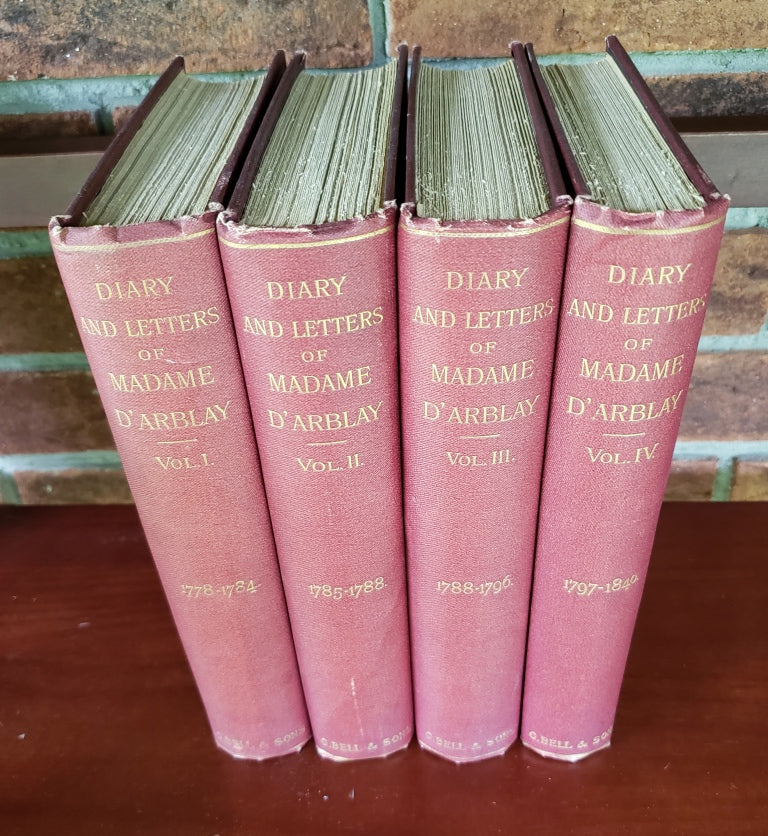 DIARY
AND LETTERS
OF
MADAME
D'ARBLAY
VOL. I.
1778-1784.
G. BELL & SONS
DIARY
AND LETTERS
OF
MADAME
D'ARBLAY
VOL. II.
1785-1788.
G. BELL & SONS
DIARY
AND LETTERS
OF
MADAME
D'ARBLAY
VOL. III.
1788-1796.
G. BELL & SONS
DIARY
AND LETTERS
OF
MADAME
D'ARBLAY
VOL. IV.
1797-1840.
G. BELL & SONS